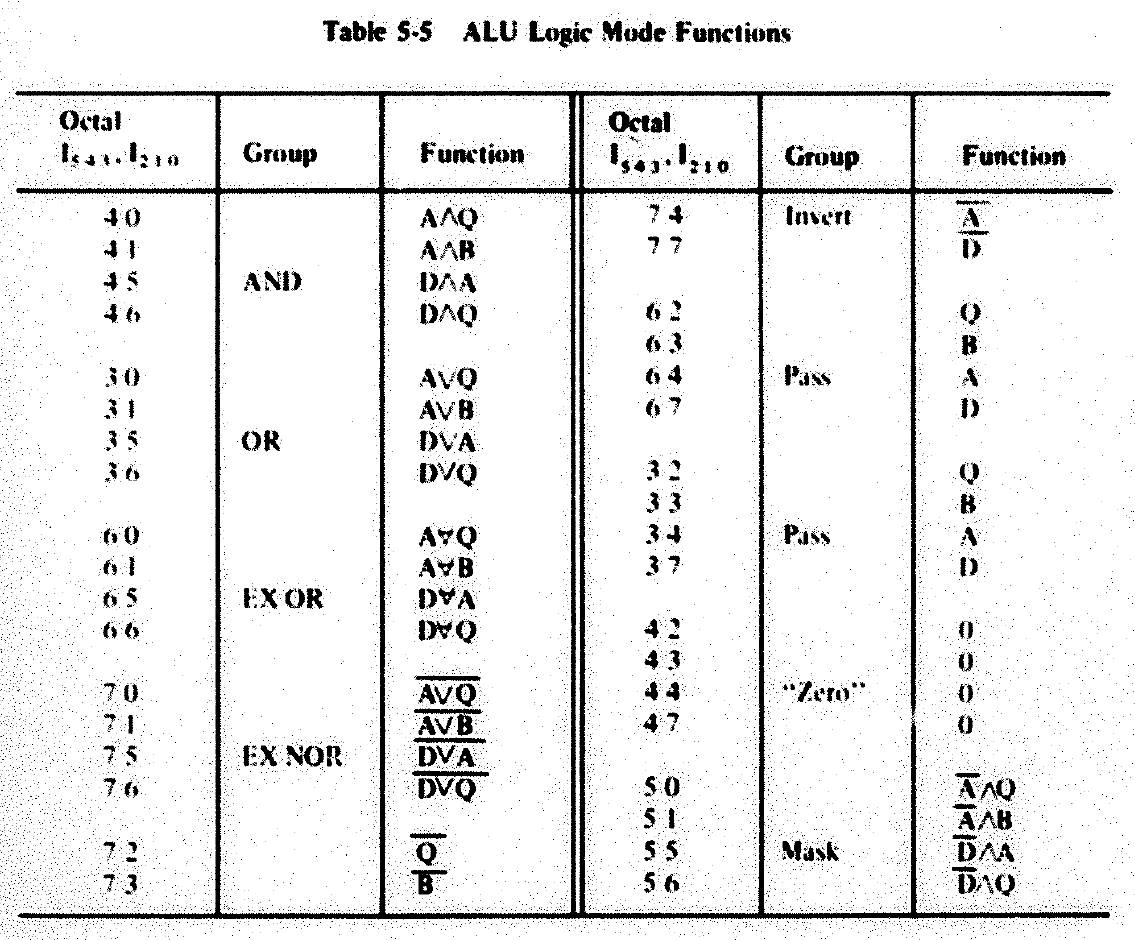 Table 5-5 ALU Logic Mode Functions
Octal I₅₄₃, I₂₁₀ Group Function Octal I₅₄₃, I₂₁₀ Group Function
4 0 A∧Q 7 4 Invert A̅
4 1 A∧B 7 7 D̅
4 5 AND D∧A
4 6 D∧Q 6 2 Q
6 3 B
3 0 A∨Q 6 4 Pass A
3 1 A∨B 6 7 D
3 5 OR D∨A
3 6 D∨Q 3 2 Q
3 3 B
6 0 A⊻Q 3 4 Pass A
6 1 A⊻B 3 7 D
6 5 EX OR D⊻A
6 6 D⊻Q 4 2 0
4 3 0
7 0 A̅∨̅Q̅ 4 4 “Zero” 0
7 1 A̅∨̅B̅ 4 7 0
7 5 EX NOR D̅∨̅A̅
7 6 D̅∨̅Q̅ 5 0 A̅∧Q
5 1 A̅∧B
7 2 Q̅ 5 5 Mask D̅∧A
7 3 B̅ 5 6 D̅∧Q